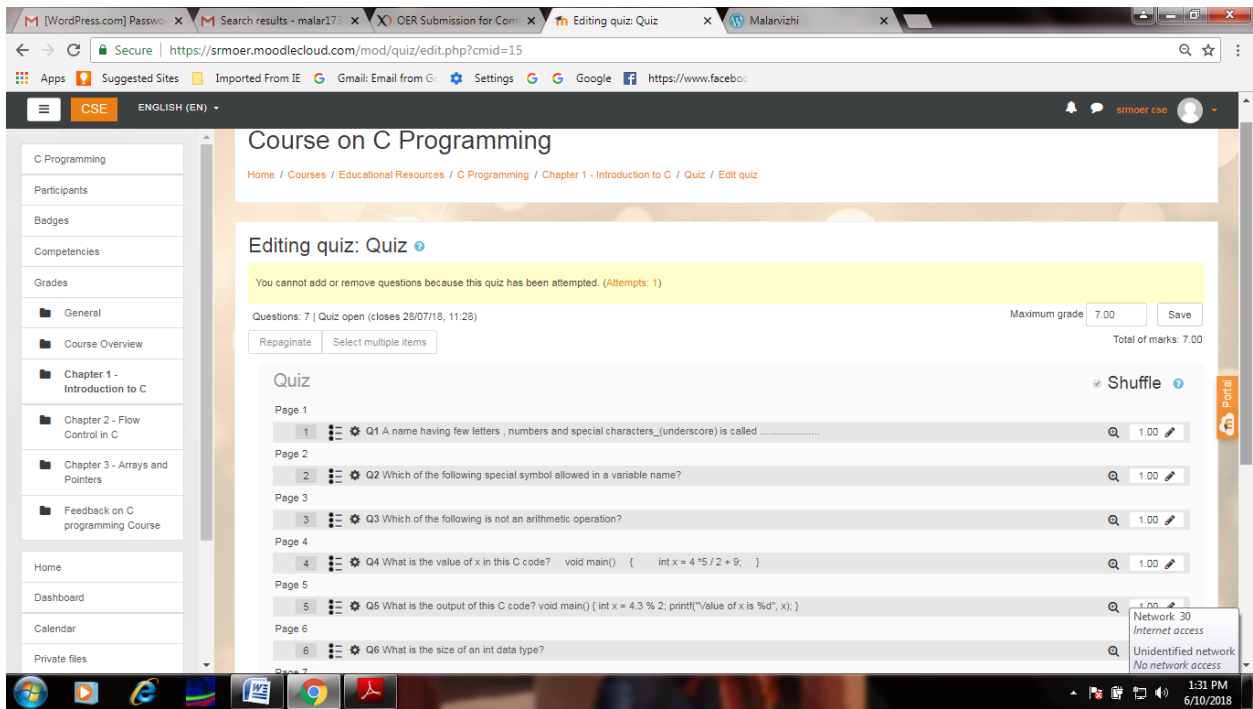 [WordPress.com] Passwo
Search results - malar173
OER Submission for Com
Editing quiz: Quiz
Malarvizhi
Secure | https://srmoer.moodlecloud.com/mod/quiz/edit.php?cmid=15
Apps Suggested Sites Imported From IE Gmail: Email from Go Settings Google https://www.faceboc
CSE ENGLISH (EN) srmoer cse
C Programming
Participants
Badges
Competencies
Grades
General
Course Overview
Chapter 1 -
Introduction to C
Chapter 2 - Flow
Control in C
Chapter 3 - Arrays and
Pointers
Feedback on C
programming Course
Home
Dashboard
Calendar
Private files
Course on C Programming
Home / Courses / Educational Resources / C Programming / Chapter 1 - Introduction to C / Quiz / Edit quiz
Editing quiz: Quiz
You cannot add or remove questions because this quiz has been attempted. (Attempts: 1)
Questions: 7 | Quiz open (closes 28/07/18, 11:28) Maximum grade 7.00 Save
Repaginate Select multiple items Total of marks: 7.00
Quiz Shuffle
Page 1
1 Q1 A name having few letters , numbers and special characters_(underscore) is called ..................... 1.00
Page 2
2 Q2 Which of the following special symbol allowed in a variable name? 1.00
Page 3
3 Q3 Which of the following is not an arithmetic operation? 1.00
Page 4
4 Q4 What is the value of x in this C code? void main() { int x = 4 *5 / 2 + 9; } 1.00
Page 5
5 Q5 What is the output of this C code? void main() { int x = 4.3 % 2; printf("Value of x is %d", x); } 1.00
Page 6
6 Q6 What is the size of an int data type?
Page 7
Portal
Network 30
Internet access
Unidentified network
No network access
1:31 PM
6/10/2018